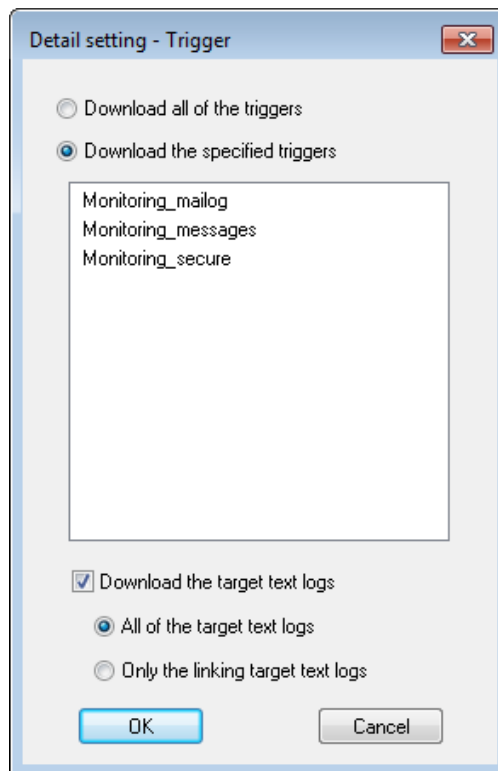 Detail setting - Trigger
Download all of the triggers
Download the specified triggers
Monitoring_mailog
Monitoring_messages
Monitoring_secure
Download the target text logs
All of the target text logs
Only the linking target text logs
OK
Cancel